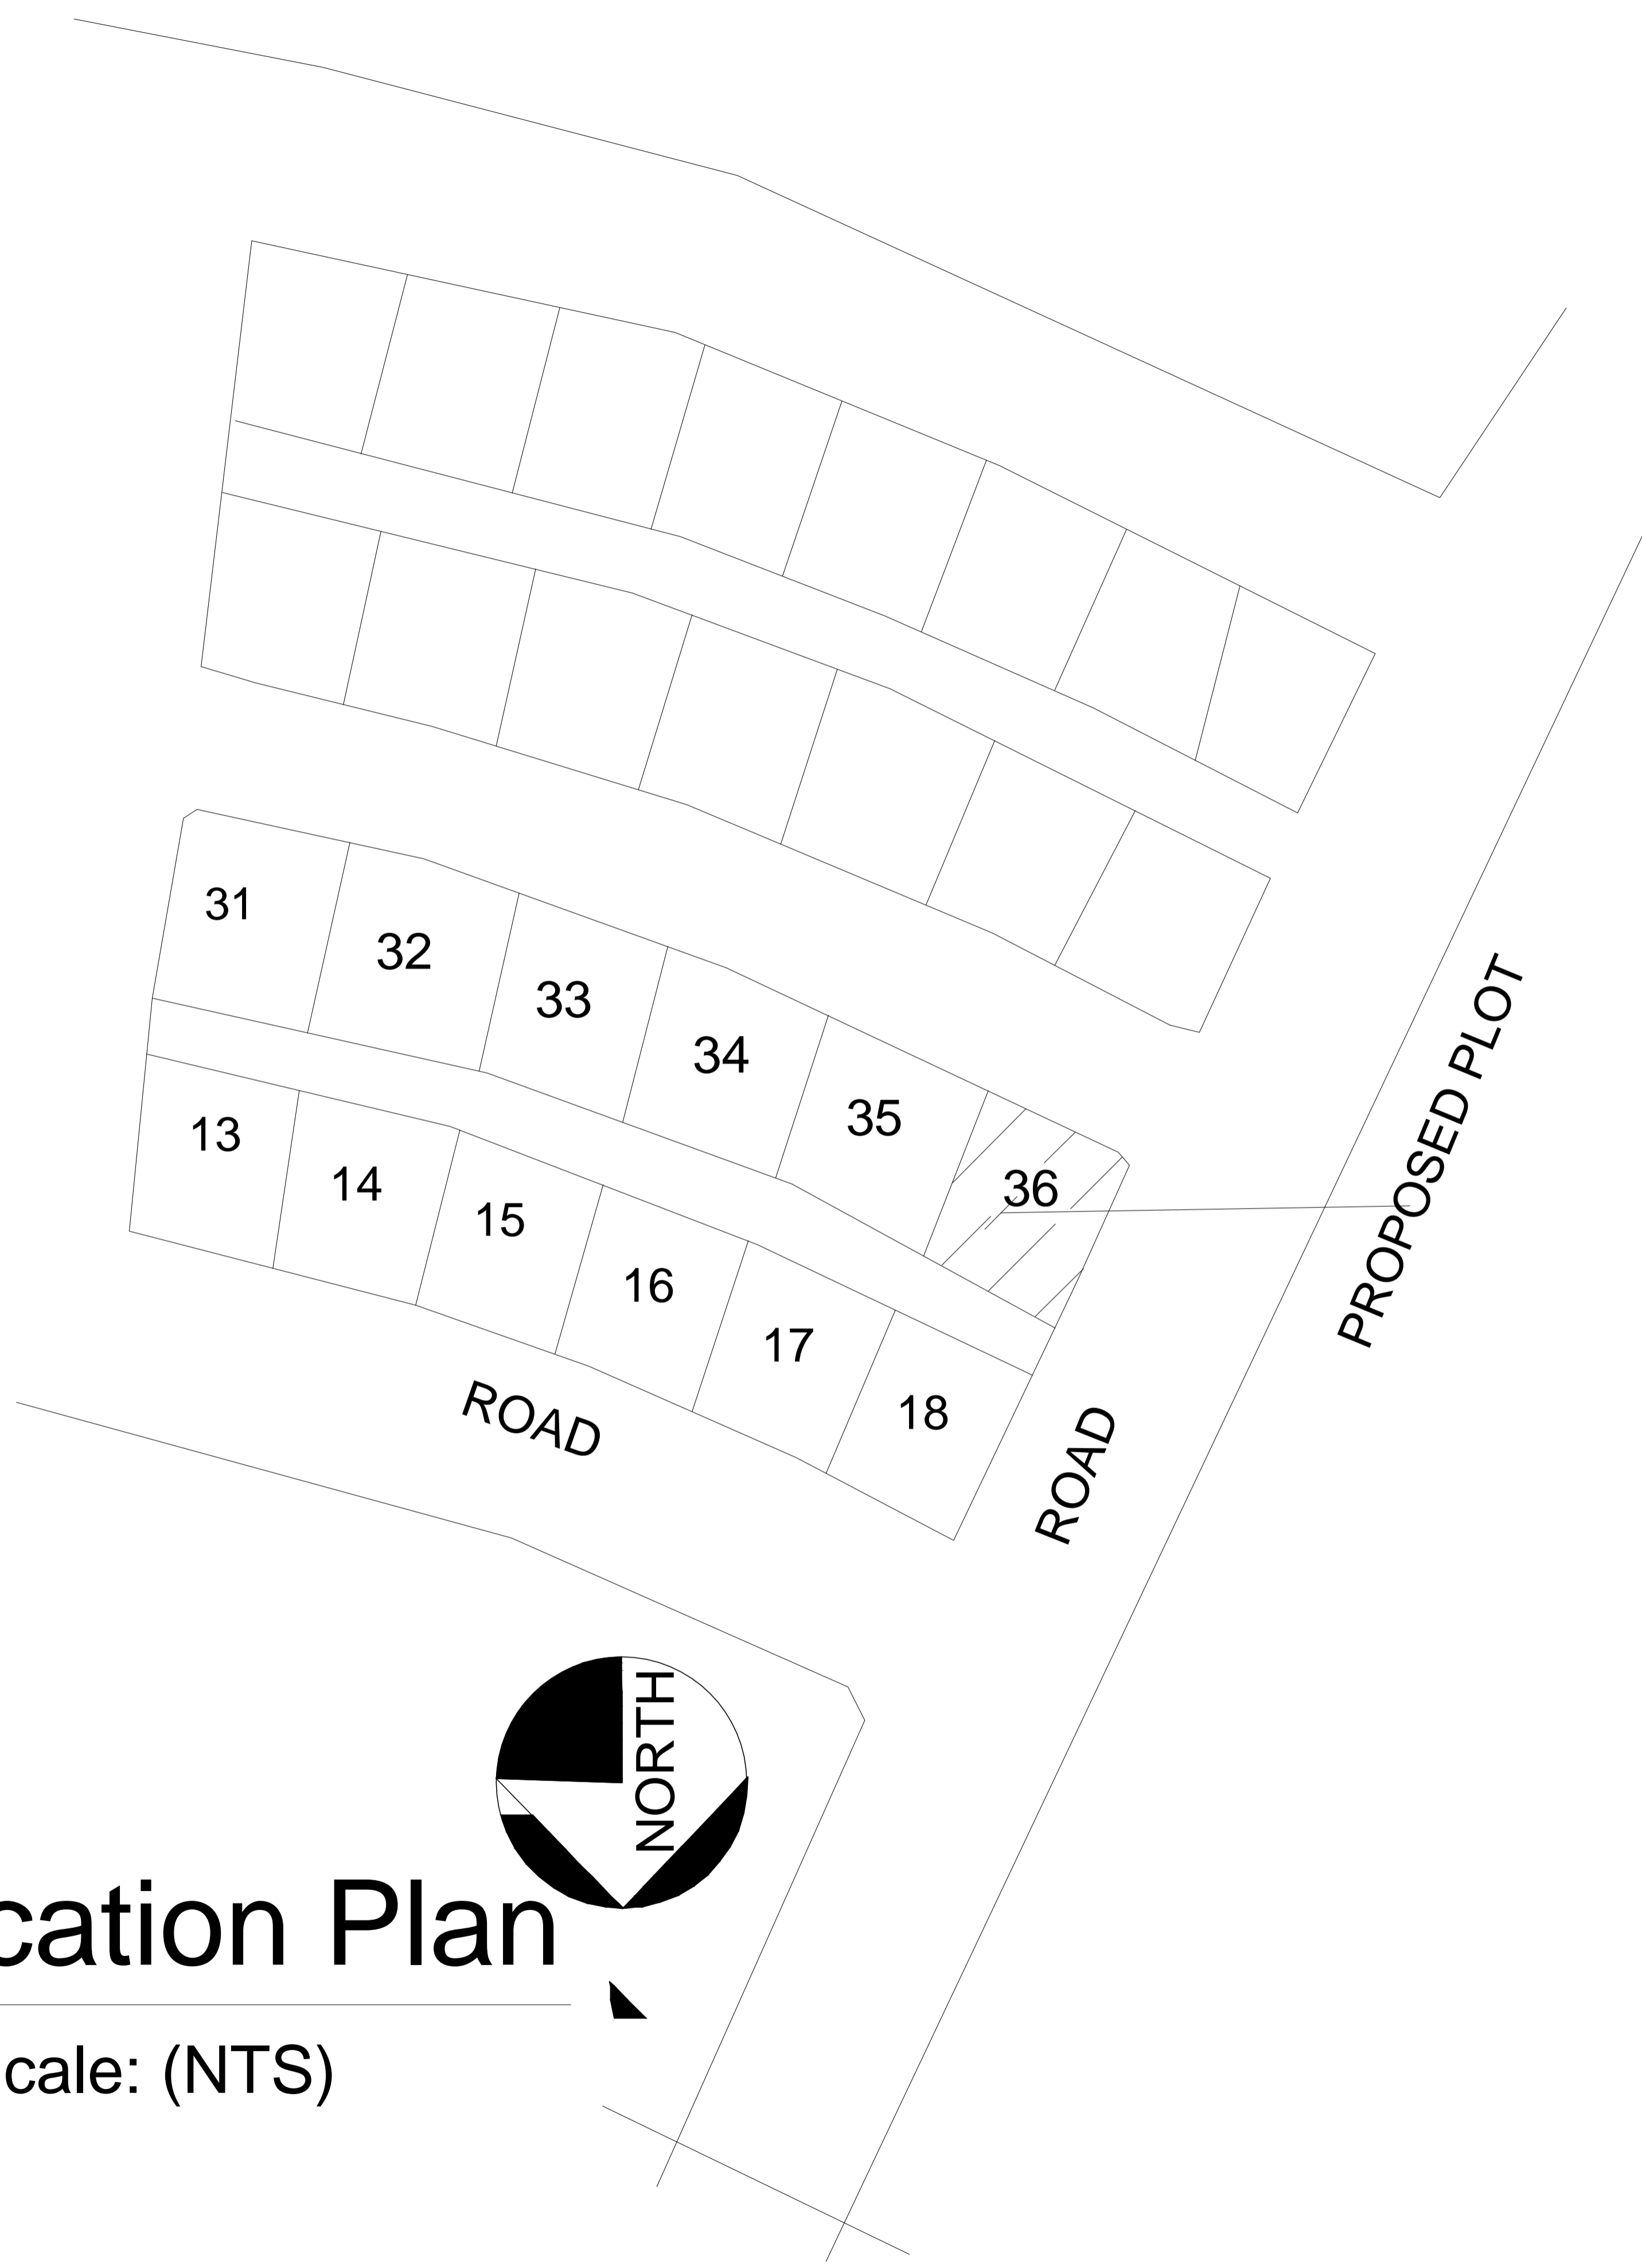 31
32
33
34
35
36
13
14
15
16
17
18
PROPOSED PLOT
ROAD
ROAD
NORTH
cation Plan
cale: (NTS)